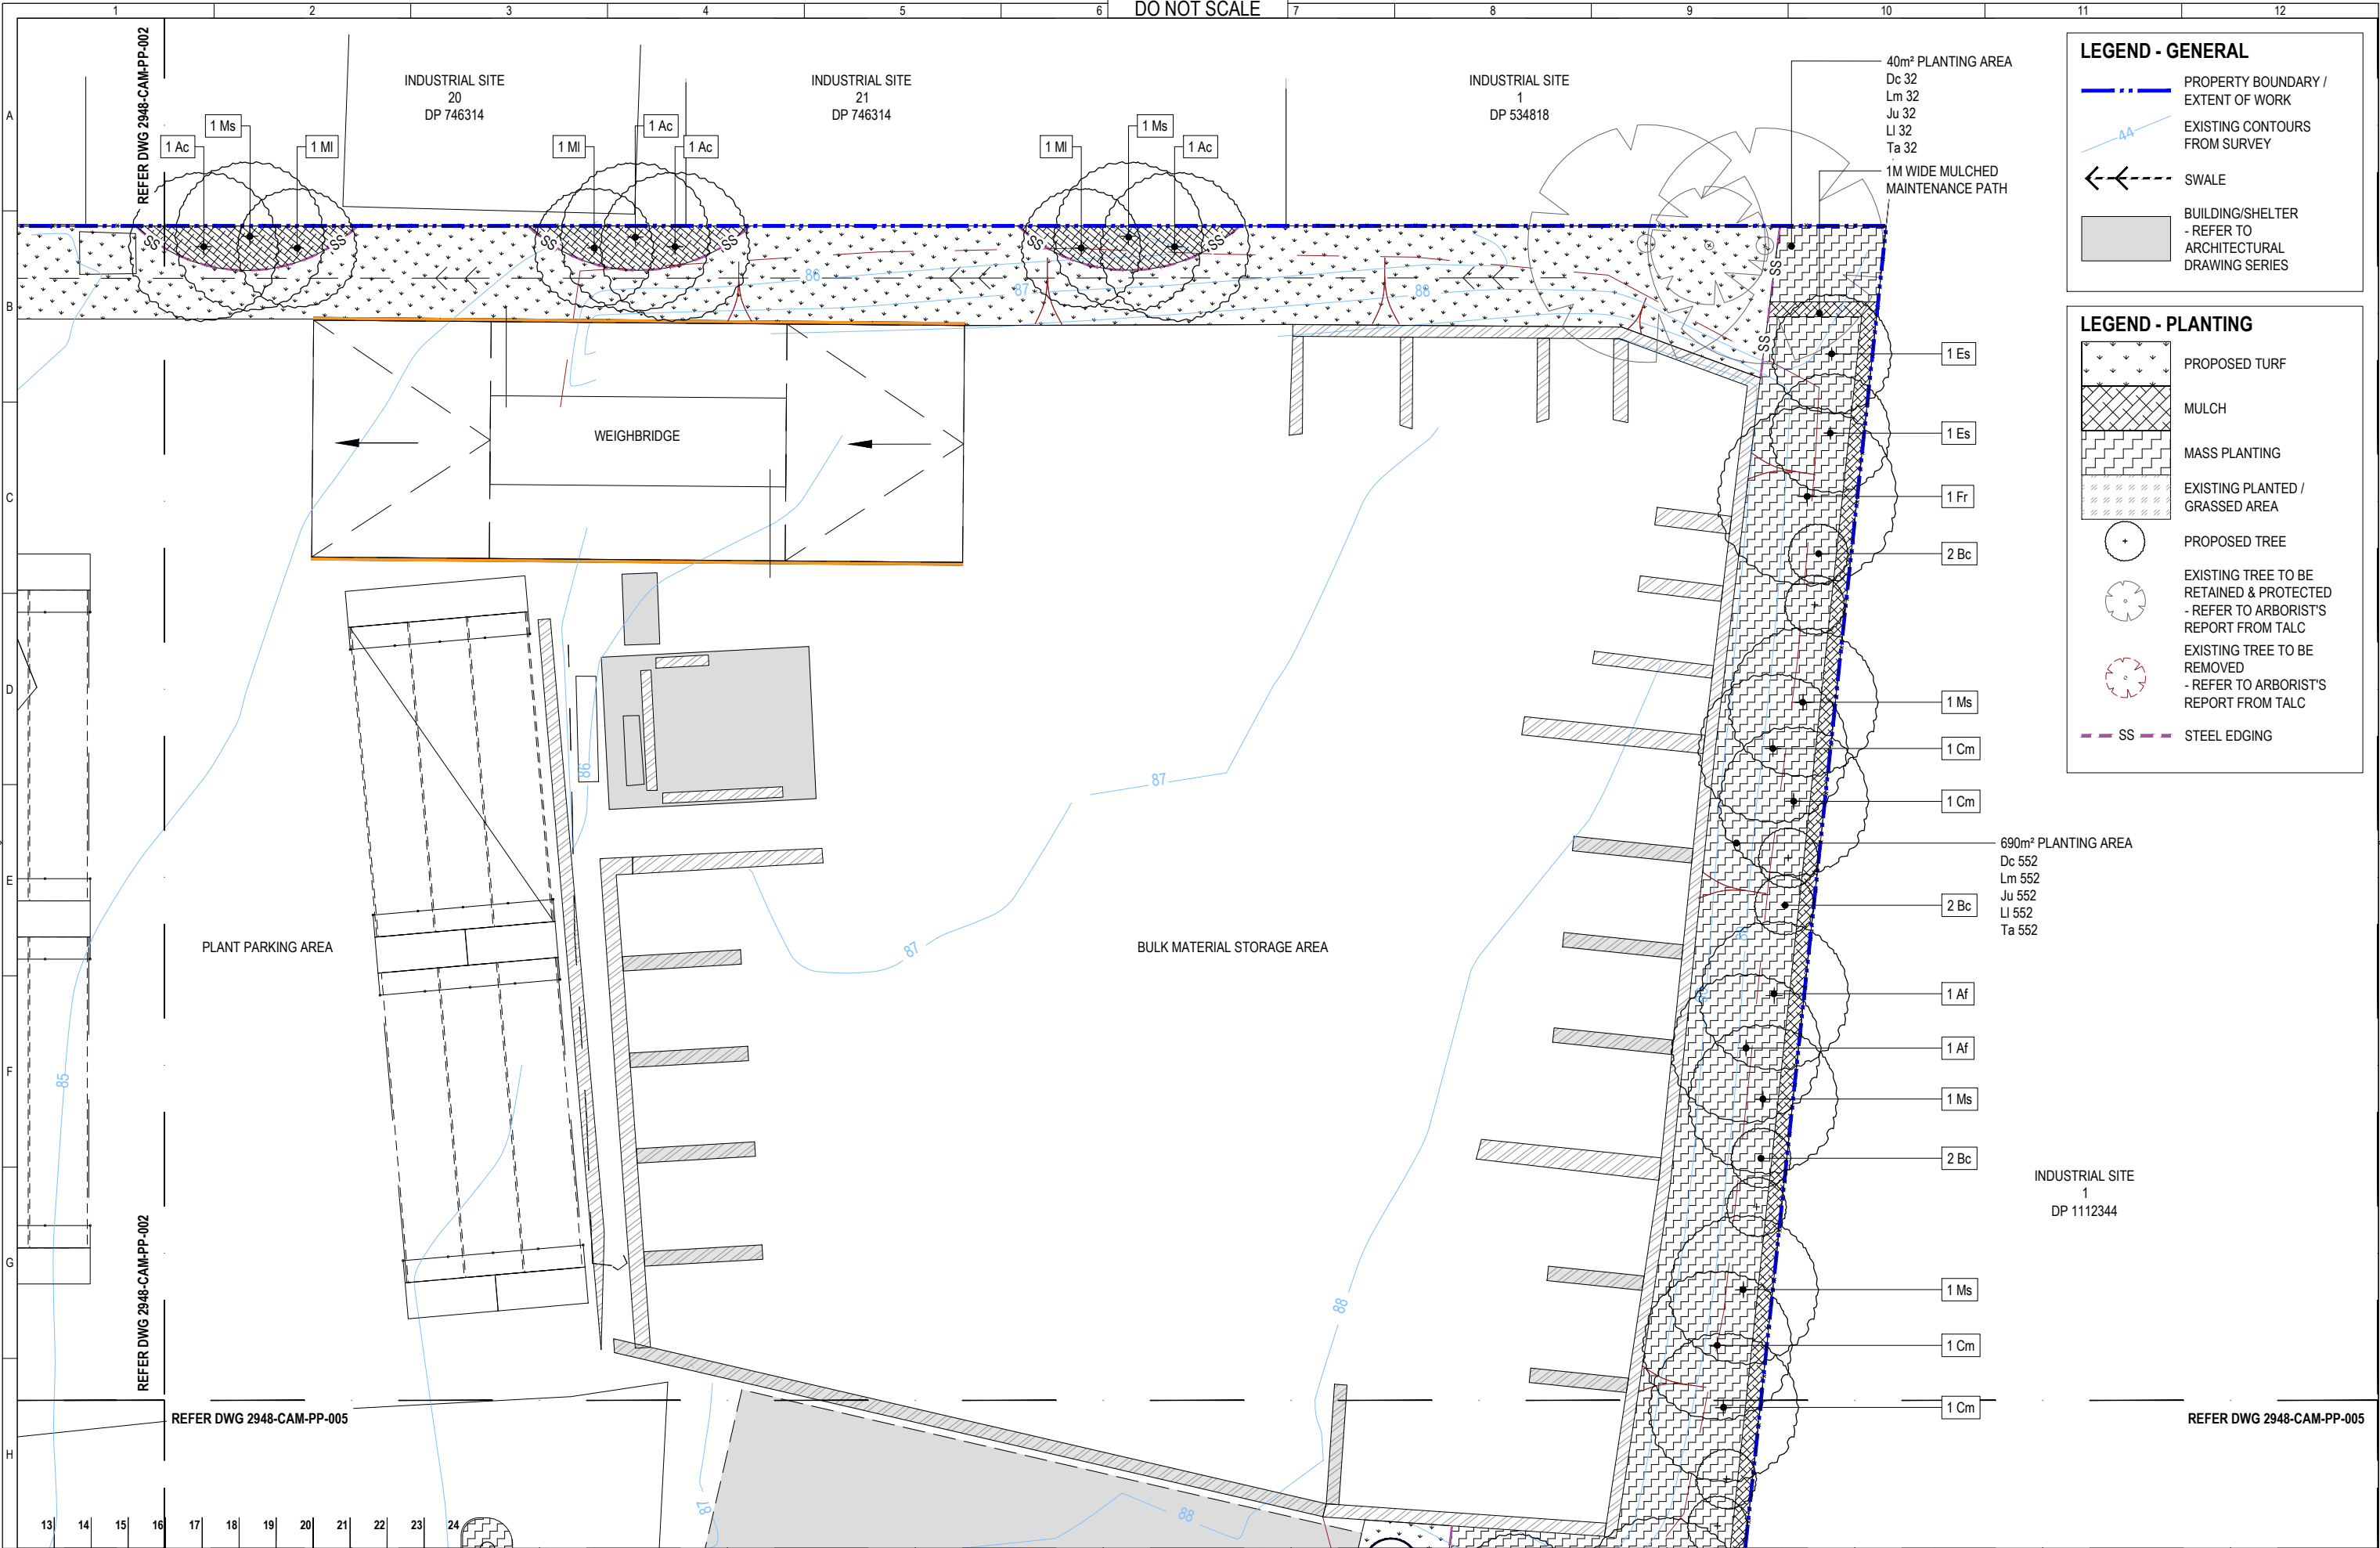 DO NOT SCALE
1
2
3
4
5
6
7
8
9
10
11
12
A
B
C
D
E
F
G
H
REFER DWG 2948-CAM-PP-002
INDUSTRIAL SITE
20
DP 746314
INDUSTRIAL SITE
21
DP 746314
INDUSTRIAL SITE
1
DP 534818
1 Ac
1 Ms
1 Ml
1 Ml
1 Ac
1 Ac
1 Ml
1 Ms
1 Ac
SS
SS
SS
SS
SS
SS
SS
SS
86
87
88
40m² PLANTING AREA
Dc 32
Lm 32
Ju 32
Ll 32
Ta 32
1M WIDE MULCHED
MAINTENANCE PATH
WEIGHBRIDGE
1 Es
1 Es
1 Fr
2 Bc
1 Ms
1 Cm
1 Cm
690m² PLANTING AREA
Dc 552
Lm 552
Ju 552
Ll 552
Ta 552
2 Bc
1 Af
1 Af
1 Ms
2 Bc
1 Ms
1 Cm
1 Cm
86
87
87
85
88
87
88
PLANT PARKING AREA
BULK MATERIAL STORAGE AREA
INDUSTRIAL SITE
1
DP 1112344
REFER DWG 2948-CAM-PP-002
REFER DWG 2948-CAM-PP-005
REFER DWG 2948-CAM-PP-005
13
14
15
16
17
18
19
20
21
22
23
24
LEGEND - GENERAL
PROPERTY BOUNDARY /
EXTENT OF WORK
44
EXISTING CONTOURS
FROM SURVEY
SWALE
BUILDING/SHELTER
- REFER TO
ARCHITECTURAL
DRAWING SERIES
LEGEND - PLANTING
PROPOSED TURF
MULCH
MASS PLANTING
EXISTING PLANTED /
GRASSED AREA
PROPOSED TREE
EXISTING TREE TO BE
RETAINED & PROTECTED
- REFER TO ARBORIST'S
REPORT FROM TALC
EXISTING TREE TO BE
REMOVED
- REFER TO ARBORIST'S
REPORT FROM TALC
SS
STEEL EDGING